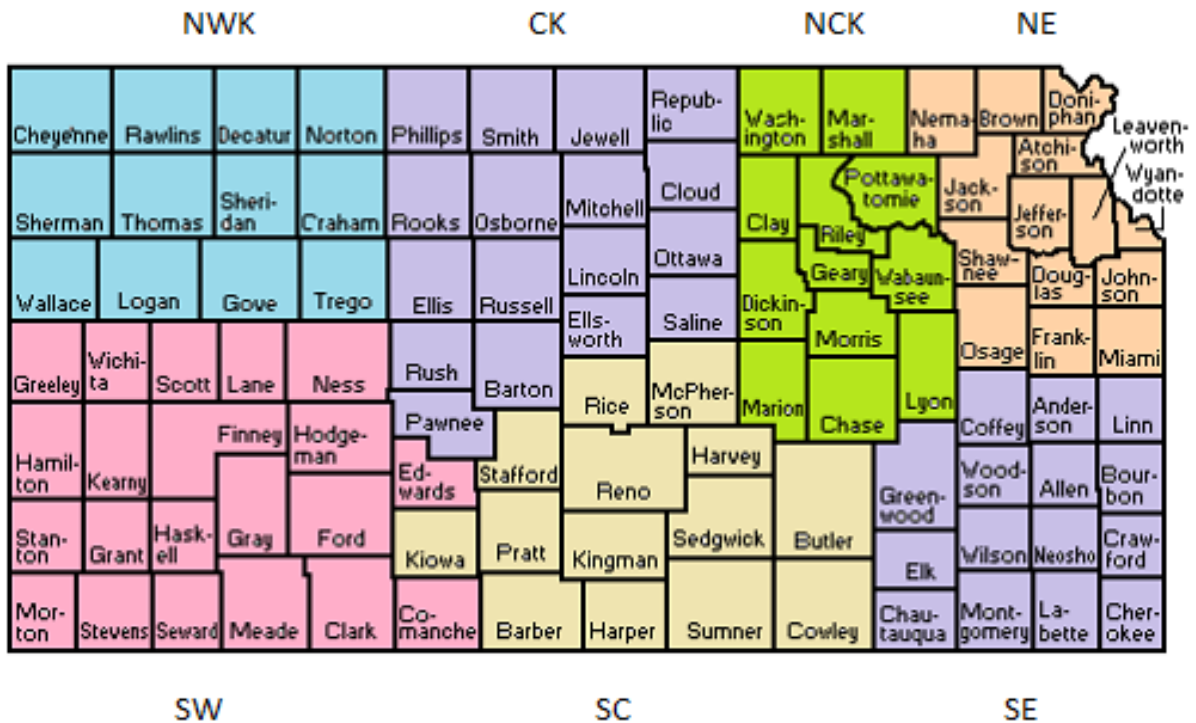 NWK CK NCK NE
Cheyenne Rawlins Decatur Norton Phillips Smith Jewell
Repub-
lic
Wash-
ington
Mar-
shall
Nema-
ha
Brown
Doni-
phan
Leaven-
worth
Atchi-
son
Wyan-
dotte
Sherman Thomas
Sheri-
dan
Craham Rooks Osborne Mitchell Cloud Clay
Pottawa-
tomie
Riley
Jack-
son
Jeffer-
son
Wallace Logan Gove Trego Ellis Russell Lincoln Ottawa
Geary
Wabaun-
see
Shaw-
nee
Doug-
las
John-
son
Ells-
worth
Saline
Dickin-
son
Morris
Osage
Frank-
lin
Miami
Greeley
Wichi-
ta
Scott Lane Ness Rush Barton Rice
McPher-
son
Marion Chase Lyon Coffey
Ander-
son
Linn
Pawnee
Hamil-
ton
Kearny Finney
Hodge-
man
Ed-
wards
Stafford Reno Harvey
Green-
wood
Wood-
son
Allen
Bour-
bon
Stan-
ton
Grant
Hask-
ell
Gray Ford Kiowa Pratt Kingman Sedgwick Butler Elk Wilson Neosho
Craw-
ford
Mor-
ton
Stevens Seward Meade Clark
Co-
manche
Barber Harper Sumner Cowley
Chau-
tauqua
Mont-
gomery
La-
bette
Cher-
okee
SW SC SE